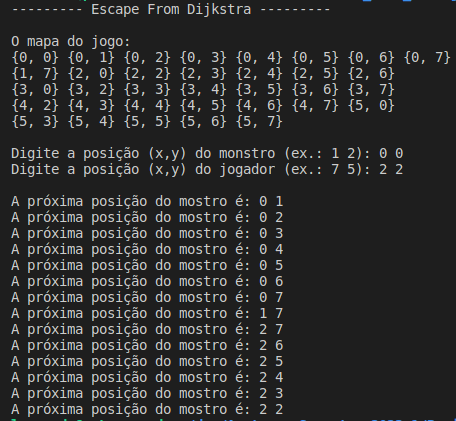 --------- Escape From Dijkstra ---------
O mapa do jogo:
{0, 0} {0, 1} {0, 2} {0, 3} {0, 4} {0, 5} {0, 6} {0, 7}
{1, 7} {2, 0} {2, 2} {2, 3} {2, 4} {2, 5} {2, 6}
{3, 0} {3, 2} {3, 3} {3, 4} {3, 5} {3, 6} {3, 7}
{4, 2} {4, 3} {4, 4} {4, 5} {4, 6} {4, 7} {5, 0}
{5, 3} {5, 4} {5, 5} {5, 6} {5, 7}
Digite a posição (x,y) do monstro (ex.: 1 2): 0 0
Digite a posição (x,y) do jogador (ex.: 7 5): 2 2
A próxima posição do mostro é: 0 1
A próxima posição do mostro é: 0 2
A próxima posição do mostro é: 0 3
A próxima posição do mostro é: 0 4
A próxima posição do mostro é: 0 5
A próxima posição do mostro é: 0 6
A próxima posição do mostro é: 0 7
A próxima posição do mostro é: 1 7
A próxima posição do mostro é: 2 7
A próxima posição do mostro é: 2 6
A próxima posição do mostro é: 2 5
A próxima posição do mostro é: 2 4
A próxima posição do mostro é: 2 3
A próxima posição do mostro é: 2 2